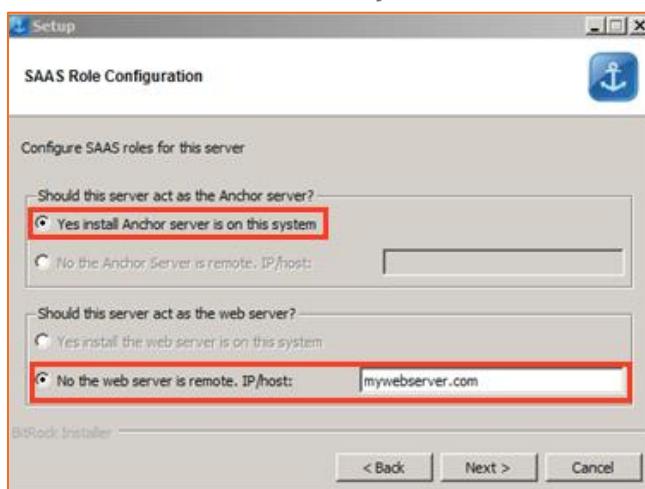 Setup
SAAS Role Configuration
Configure SAAS roles for this server
Should this server act as the Anchor server?
Yes install Anchor server is on this system
No the Anchor Server is remote. IP/host:
Should this server act as the web server?
Yes install the web server is on this system
No the web server is remote. IP/host: mywebserver.com
BitRock Installer
< Back Next > Cancel